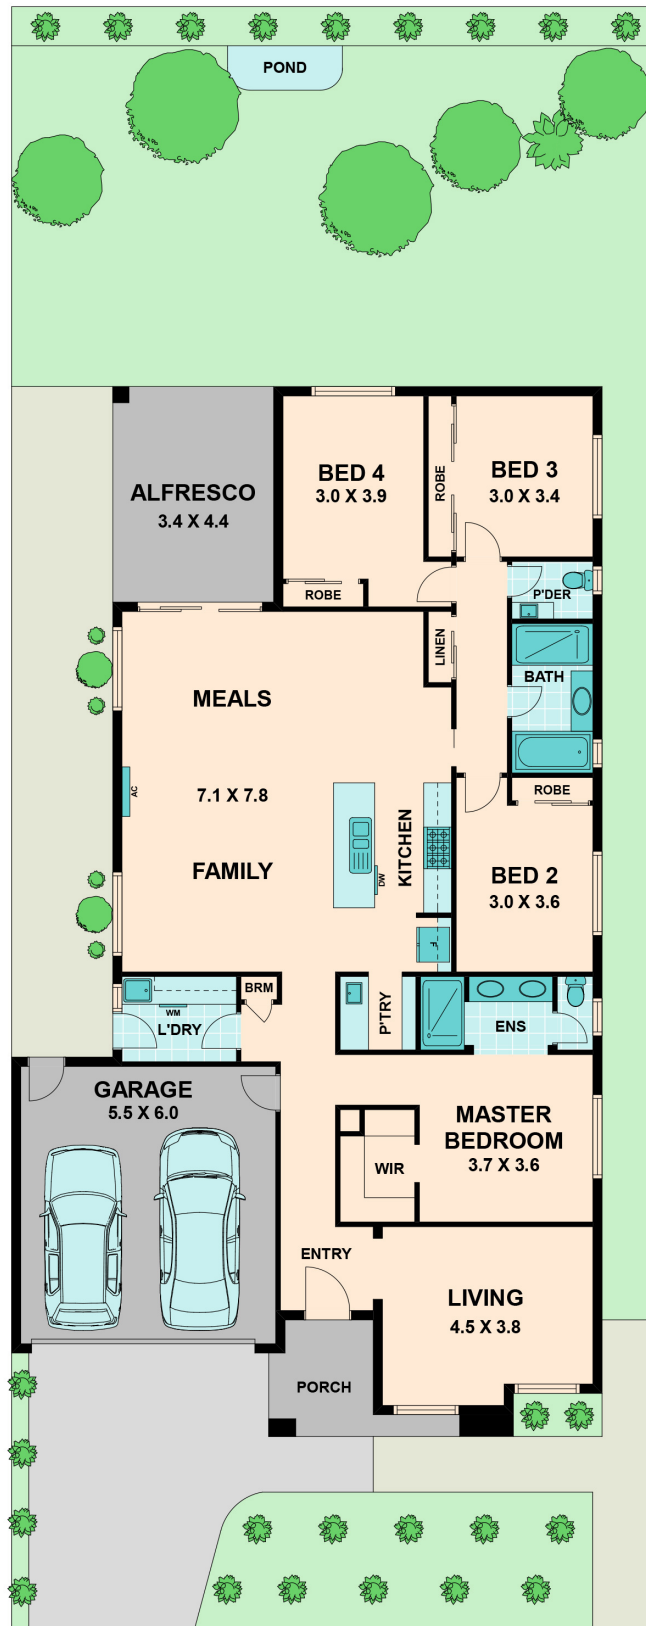 POND
ALFRESCO
3.4 X 4.4
BED 4
3.0 X 3.9
ROBE
ROBE
BED 3
3.0 X 3.4
P'DER
LINEN
BATH
MEALS
7.1 X 7.8
FAMILY
AC
KITCHEN
DW
F
ROBE
BED 2
3.0 X 3.6
BRM
WM
L'DRY
P'TRY
ENS
GARAGE
5.5 X 6.0
MASTER
BEDROOM
3.7 X 3.6
WIR
ENTRY
LIVING
4.5 X 3.8
PORCH